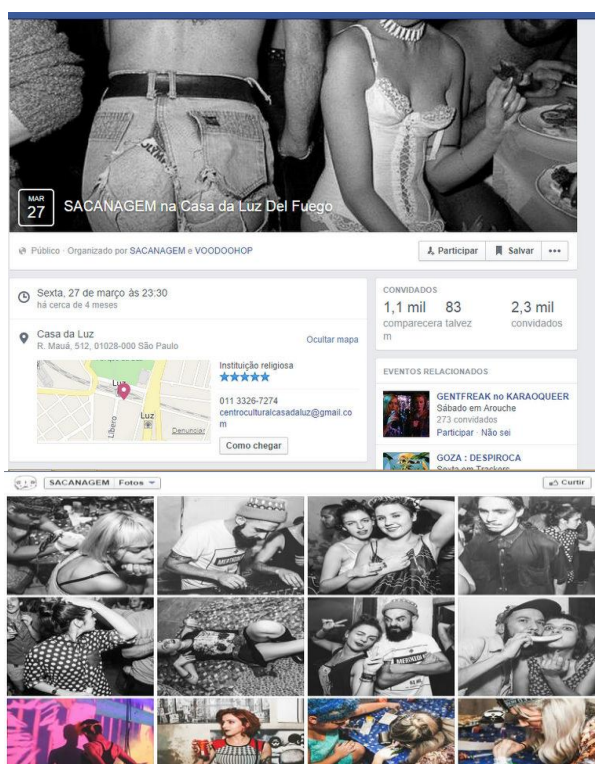 MAR
27
SACANAGEM na Casa da Luz Del Fuego
Público · Organizado por SACANAGEM e VOODOOHOP
Participar
Salvar
Sexta, 27 de março às 23:30
há cerca de 4 meses
Casa da Luz
R. Mauá, 512, 01028-000 São Paulo
Ocultar mapa
Luz
Luz
Líbero
Denunciar
Instituição religiosa
011 3326-7274
centroculturalcasadaluz@gmail.co
m
Como chegar
CONVIDADOS
1,1 mil 83 2,3 mil
comparecera talvez convidados
m
EVENTOS RELACIONADOS
GENTFREAK no KARAOQUEER
Sábado em Arouche
273 convidados
Participar · Não sei
GOZA : DESPIROCA
Sexta em Trackers
SACANAGEM Fotos
Curtir